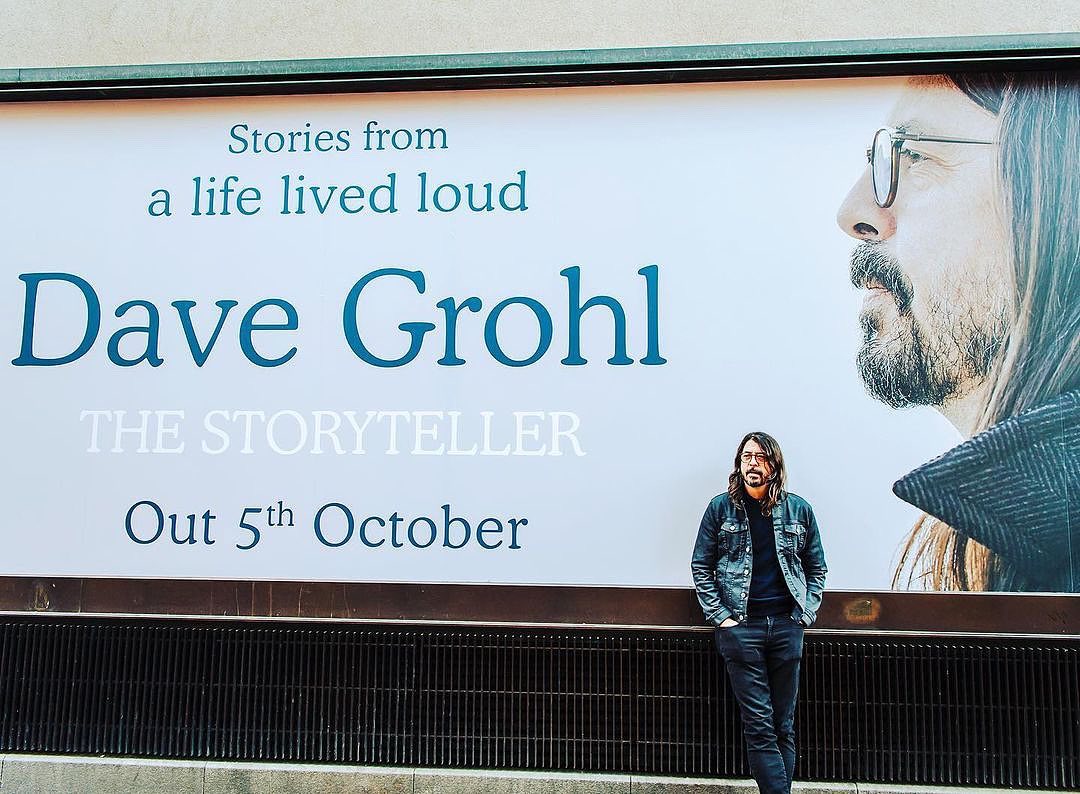 Stories from
a life lived loud
Dave Grohl
THE STORYTELLER
Out 5th October